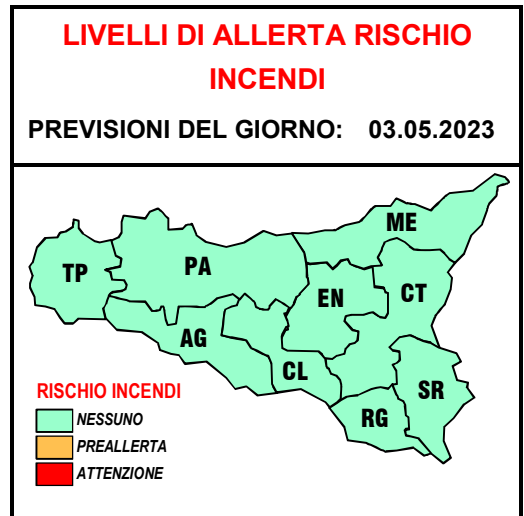 LIVELLI DI ALLERTA RISCHIO
INCENDI
PREVISIONI DEL GIORNO: 03.05.2023
ME
TP
PA
EN
CT
AG
CL
SR
RG
RISCHIO INCENDI
NESSUNO
PREALLERTA
ATTENZIONE